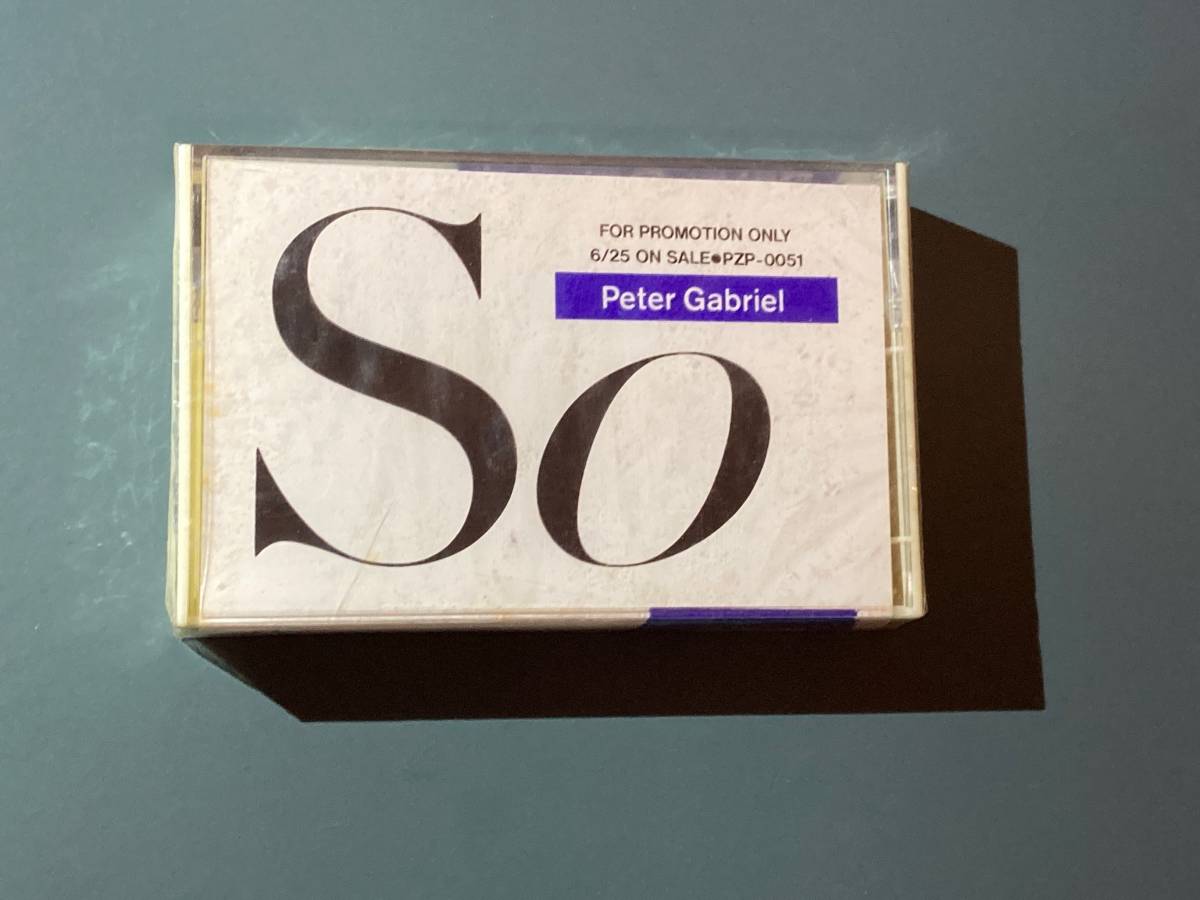 FOR PROMOTION ONLY
6/25 ON SALE●PZP-0051
Peter Gabriel
So